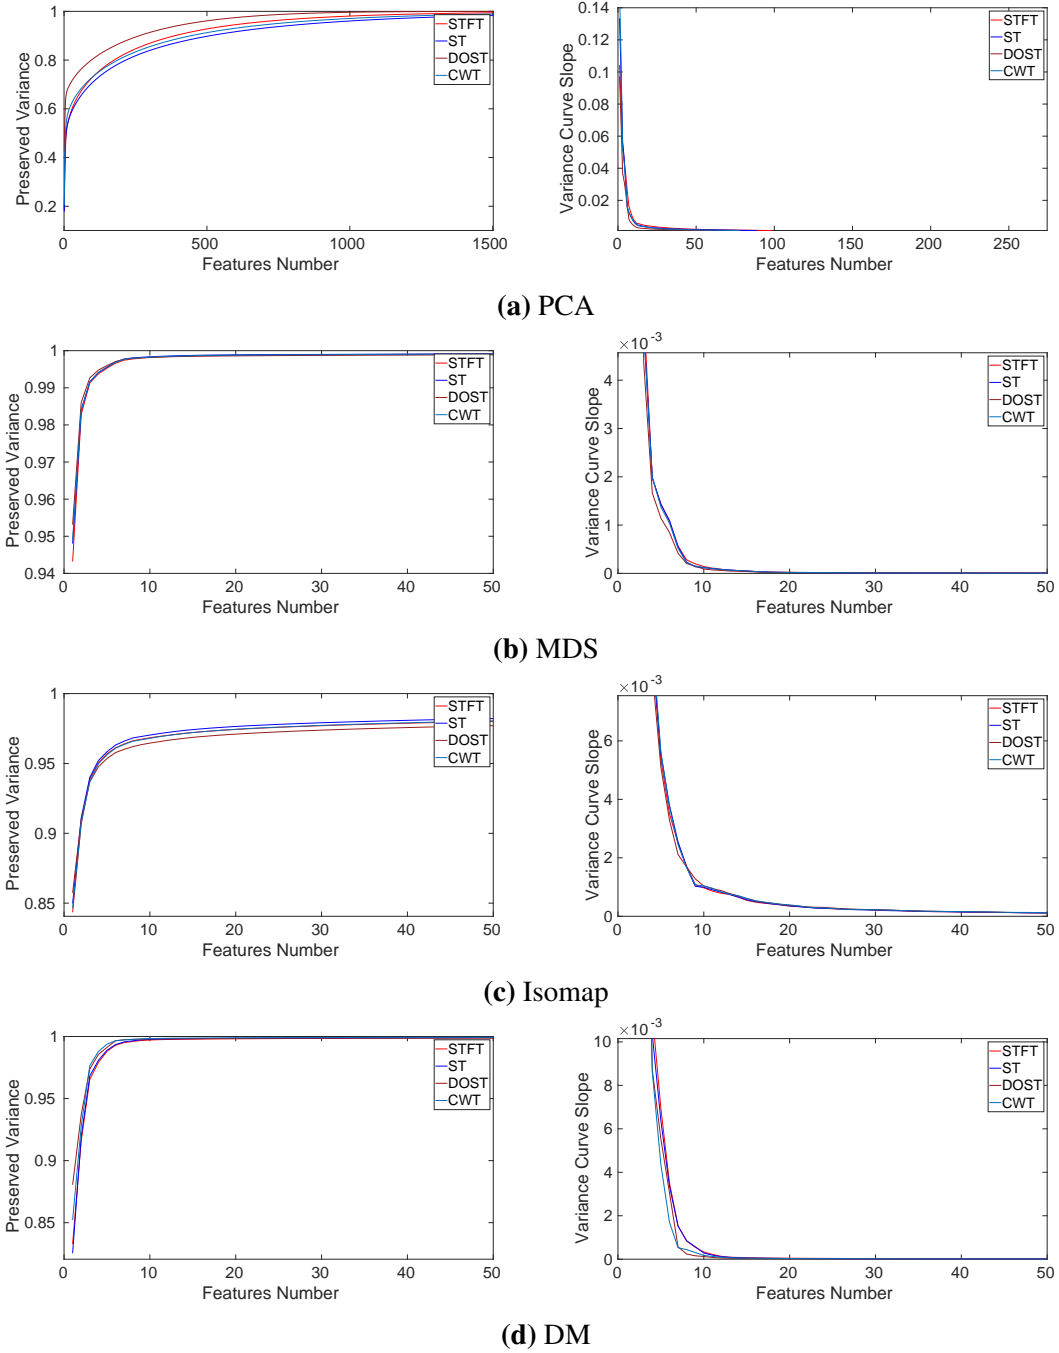 1
0.8
0.6
0.4
0.2
0 500 1000 1500
Preserved Variance
Features Number
STFT
ST
DOST
CWT
0.14
0.12
0.1
0.08
0.06
0.04
0.02
0 50 100 150 200 250
Variance Curve Slope
Features Number
STFT
ST
DOST
CWT
(a) PCA
1
0.99
0.98
0.97
0.96
0.95
0.94
0 10 20 30 40 50
Preserved Variance
Features Number
STFT
ST
DOST
CWT
×10⁻³
4
3
2
1
0
0 10 20 30 40 50
Variance Curve Slope
Features Number
STFT
ST
DOST
CWT
(b) MDS
1
0.95
0.9
0.85
0 10 20 30 40 50
Preserved Variance
Features Number
STFT
ST
DOST
CWT
×10⁻³
6
4
2
0
0 10 20 30 40 50
Variance Curve Slope
Features Number
STFT
ST
DOST
CWT
(c) Isomap
1
0.95
0.9
0.85
0 10 20 30 40 50
Preserved Variance
Features Number
STFT
ST
DOST
CWT
×10⁻³
10
8
6
4
2
0
0 10 20 30 40 50
Variance Curve Slope
Features Number
STFT
ST
DOST
CWT
(d) DM